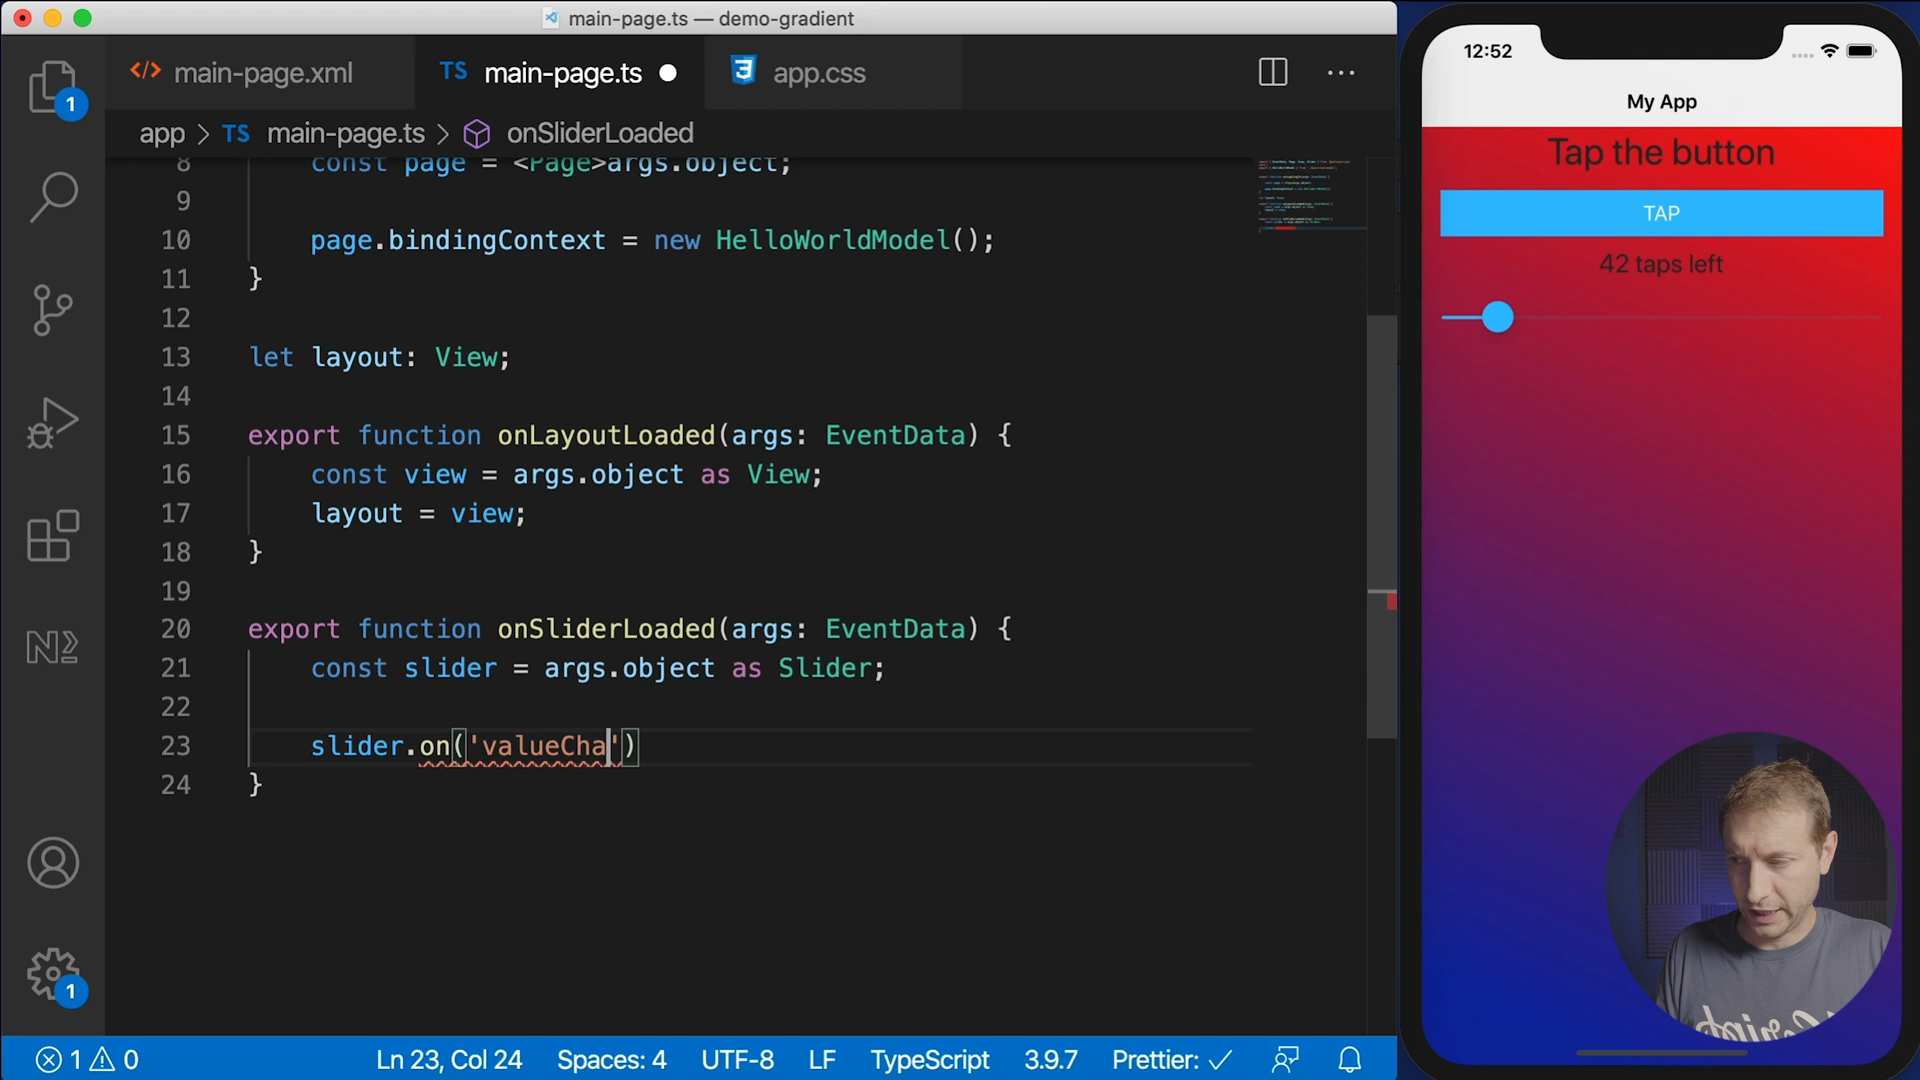 main-page.ts — demo-gradient
main-page.xml
TS main-page.ts
app.css
app > TS main-page.ts > onSliderLoaded
8 const page = <Page>args.object;
9
10 page.bindingContext = new HelloWorldModel();
11 }
12
13 let layout: View;
14
15 export function onLayoutLoaded(args: EventData) {
16 const view = args.object as View;
17 layout = view;
18 }
19
20 export function onSliderLoaded(args: EventData) {
21 const slider = args.object as Slider;
22
23 slider.on('valueCha')
24 }
1
1
1 0
Ln 23, Col 24
Spaces: 4
UTF-8
LF
TypeScript
3.9.7
Prettier: ✓
12:52
My App
Tap the button
TAP
42 taps left